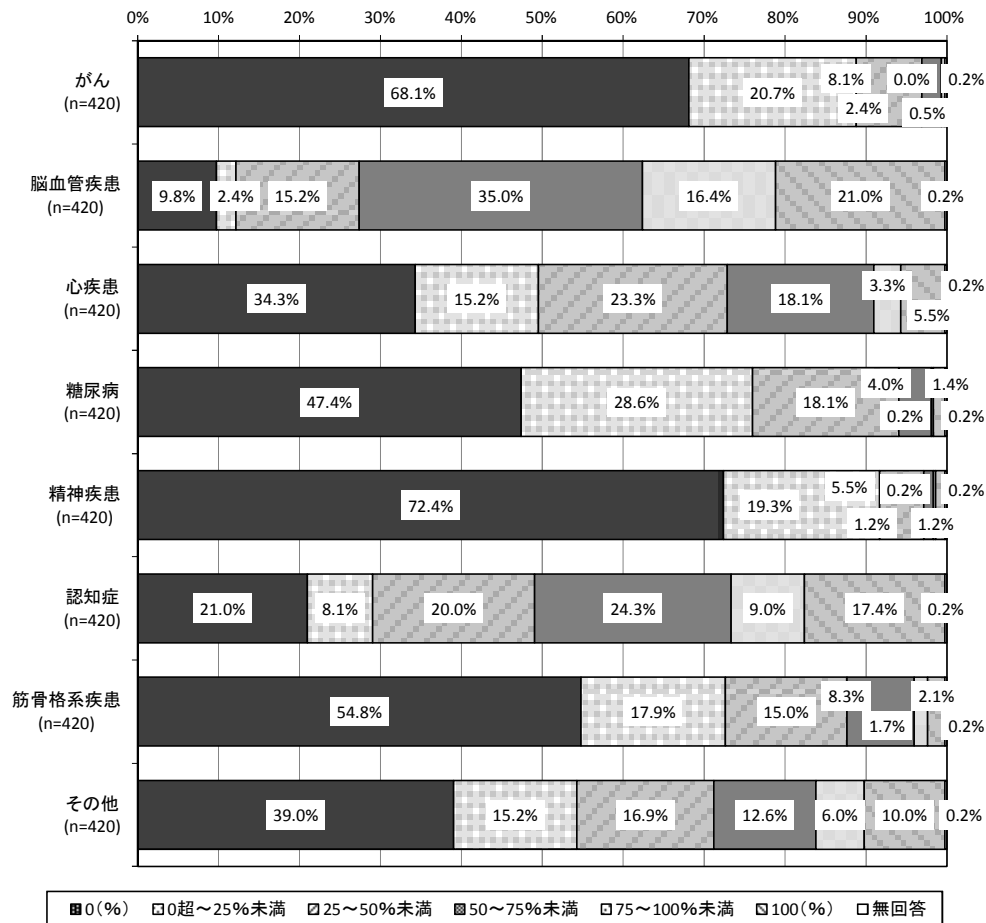 0% 10% 20% 30% 40% 50% 60% 70% 80% 90% 100%
がん
(n=420)
68.1% 20.7% 8.1% 2.4% 0.0% 0.5% 0.2%
脳血管疾患
(n=420)
9.8% 2.4% 15.2% 35.0% 16.4% 21.0% 0.2%
心疾患
(n=420)
34.3% 15.2% 23.3% 18.1% 3.3% 5.5% 0.2%
糖尿病
(n=420)
47.4% 28.6% 18.1% 4.0% 0.2% 1.4% 0.2%
精神疾患
(n=420)
72.4% 19.3% 5.5% 1.2% 0.2% 1.2% 0.2%
認知症
(n=420)
21.0% 8.1% 20.0% 24.3% 9.0% 17.4% 0.2%
筋骨格系疾患
(n=420)
54.8% 17.9% 15.0% 8.3% 1.7% 2.1% 0.2%
その他
(n=420)
39.0% 15.2% 16.9% 12.6% 6.0% 10.0% 0.2%
0(%) 0超~25%未満 25~50%未満 50~75%未満 75~100%未満 100(%) 無回答